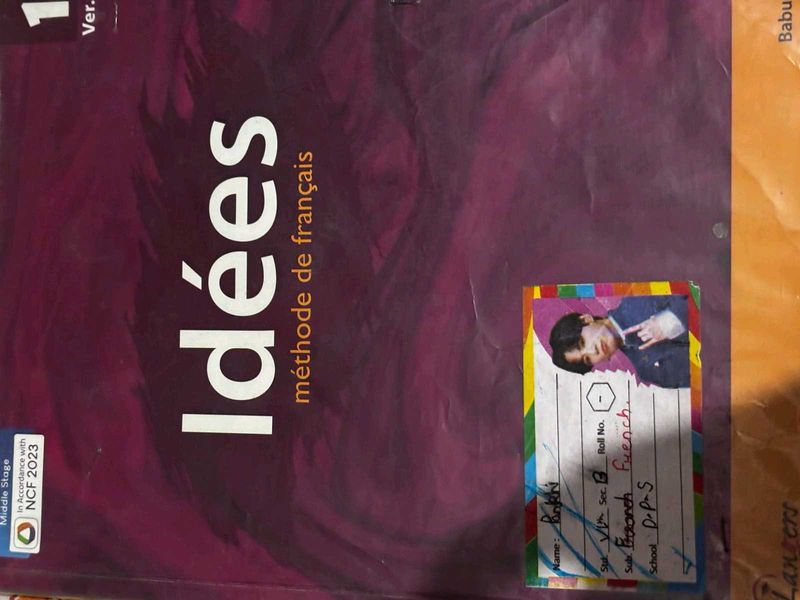 1
Ver.
Middle Stage
In Accordance with
NCF 2023
Idées
méthode de français
Name :
Std. VIth Sec. B Roll No.
Sub. French.
School D.P.S
Babu